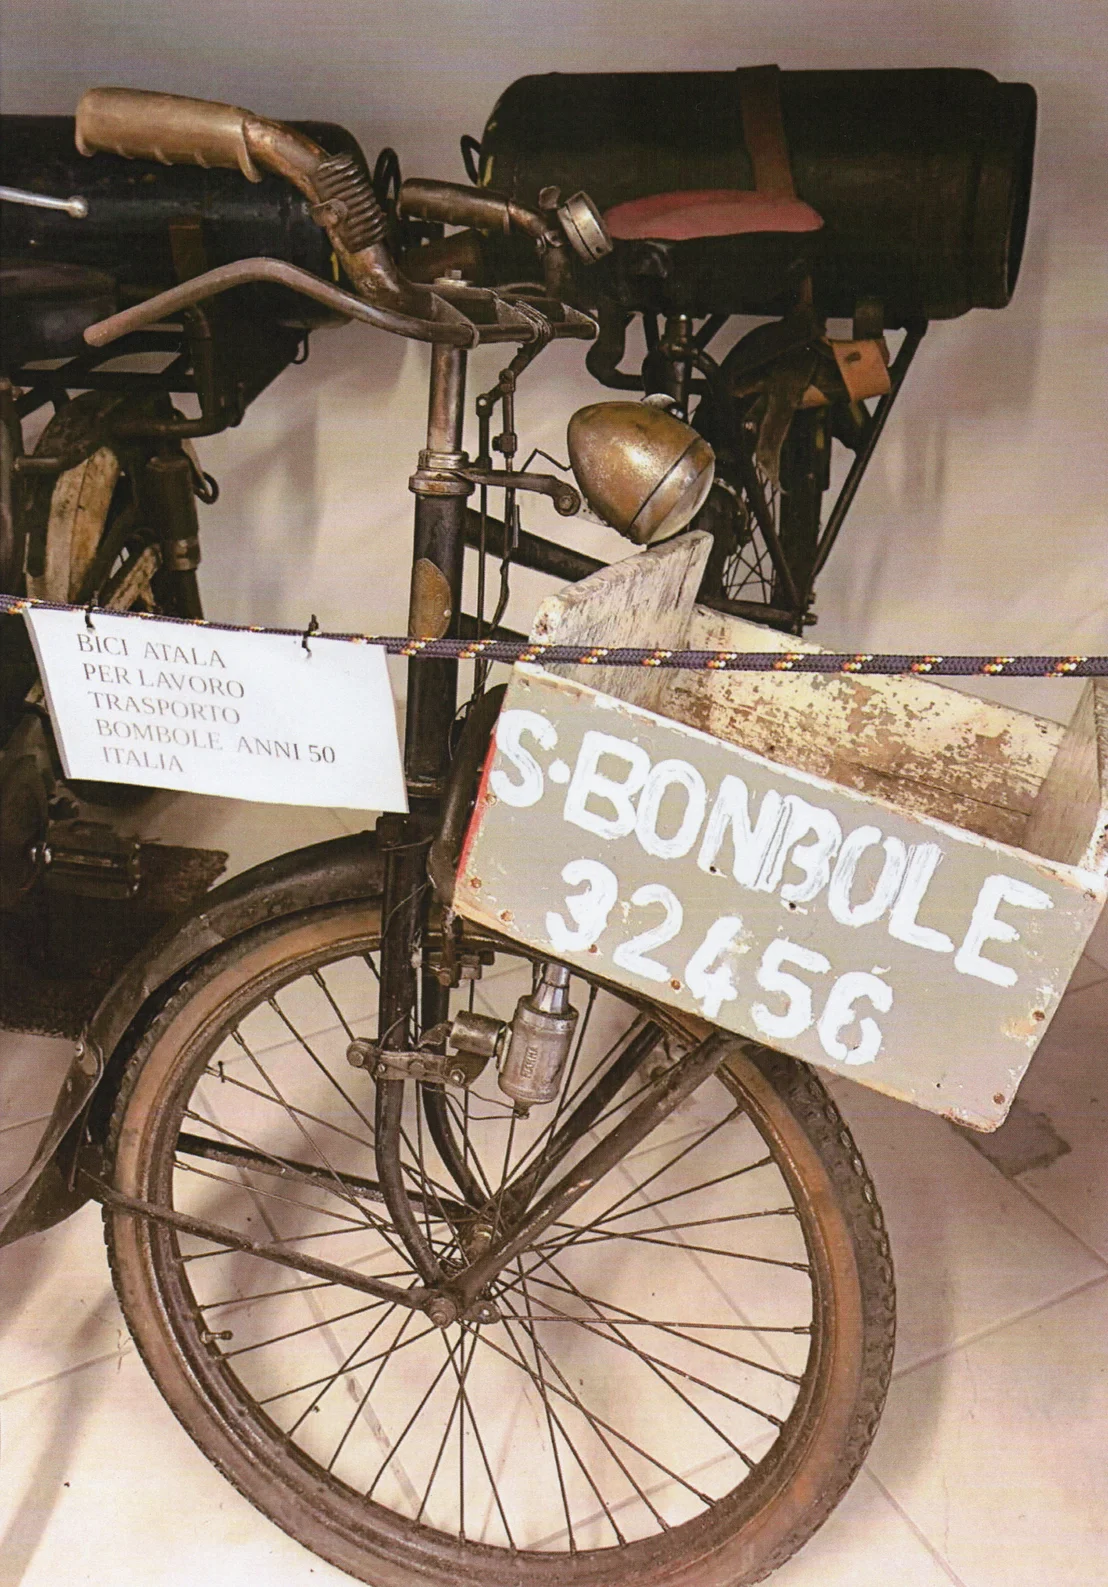 BICI ATALA
PER LAVORO
TRASPORTO
BOMBOLE ANNI 50
ITALIA
S·BONBOLE
32456